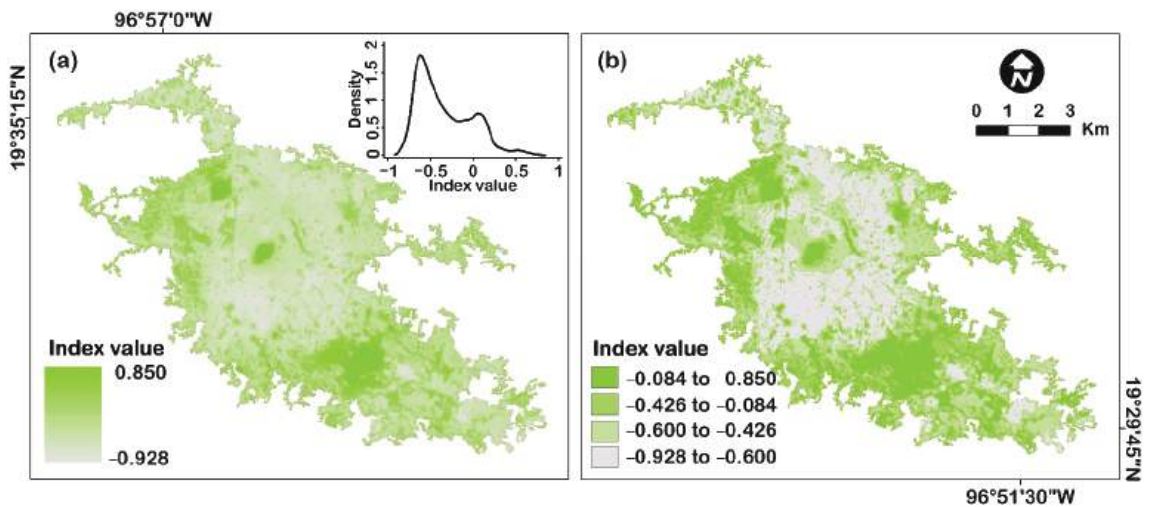 96°57'0"W
19°35'15"N
(a)
Density
2
1.5
1
0.5
0
−1 −0.5 0 0.5 1
Index value
Index value
0.850
−0.928
(b)
N
0 1 2 3
Km
Index value
−0.084 to 0.850
−0.426 to −0.084
−0.600 to −0.426
−0.928 to −0.600
19°29'45"N
96°51'30"W